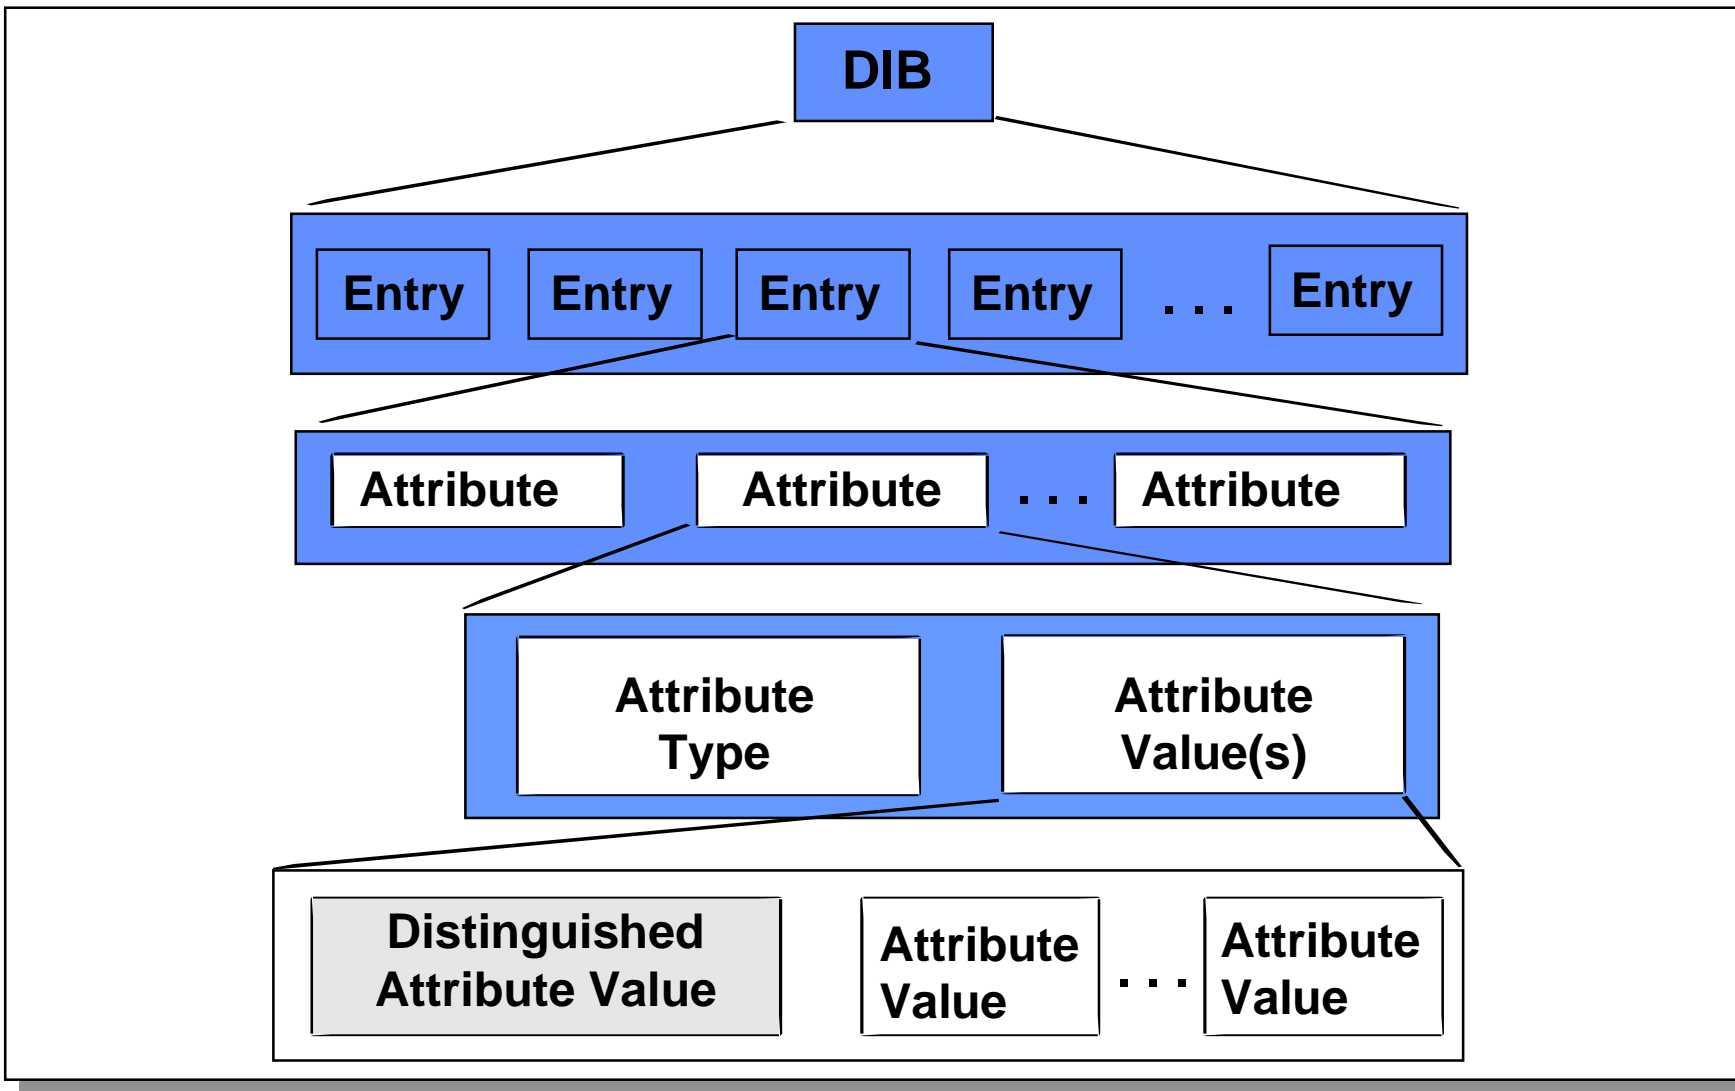 DIB
Entry Entry Entry Entry . . . Entry
Attribute Attribute . . . Attribute
Attribute
Type
Attribute
Value(s)
Distinguished
Attribute Value
Attribute
Value
. . .
Attribute
Value